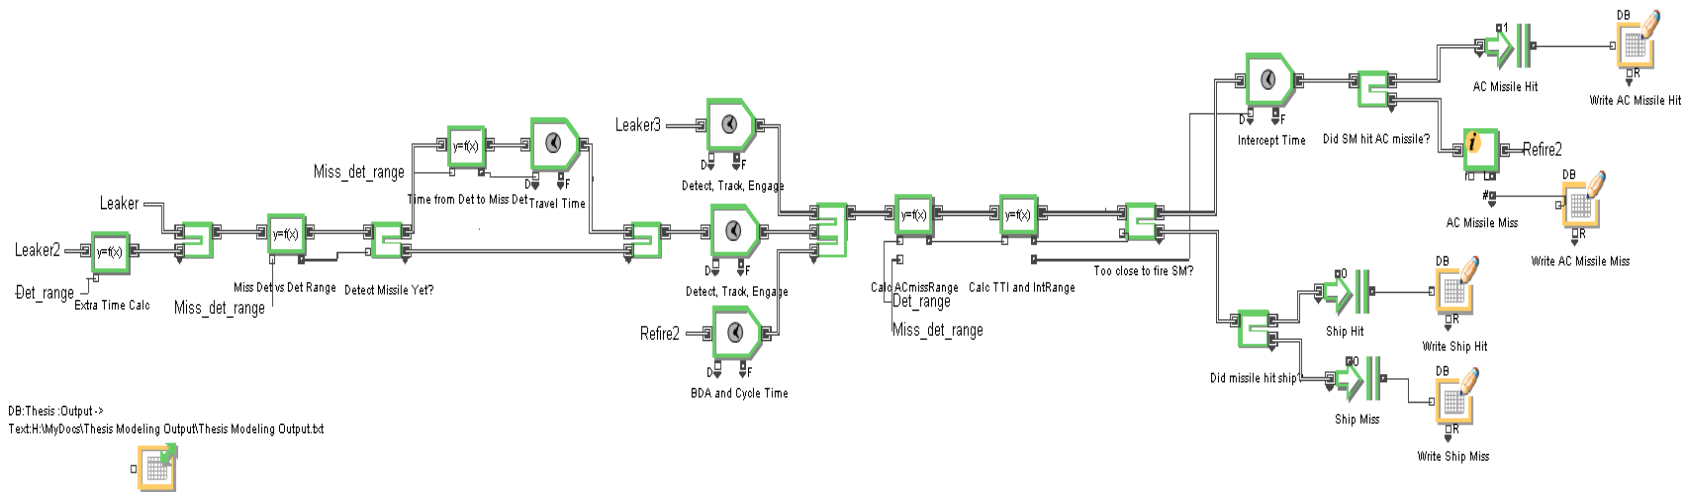 DB
1
AC Missile Hit
R
Write AC Missile Hit
D
F
Intercept Time
Did SM hit AC missile?
i
Refire2
DB
#
AC Missile Miss
R
Write AC Missile Miss
Leaker3
D
F
Detect, Track, Engage
y=f(x)
Miss_det_range
D
F
Time from Det to Miss Det
Travel Time
Leaker
Leaker2
y=f(x)
Det_range
Extra Time Calc
y=f(x)
Miss Det vs Det Range
Miss_det_range
Detect Missile Yet?
D
F
Detect, Track, Engage
y=f(x)
y=f(x)
Calc ACmissRange
Calc TTI and IntRange
Det_range
Miss_det_range
Too close to fire SM?
Refire2
D
F
BDA and Cycle Time
0
Ship Hit
DB
R
Write Ship Hit
Did missile hit ship?
0
Ship Miss
DB
R
Write Ship Miss
DB:Thesis :Output ->
Text:H:\MyDocs\Thesis Modeling Output\Thesis Modeling Output.txt